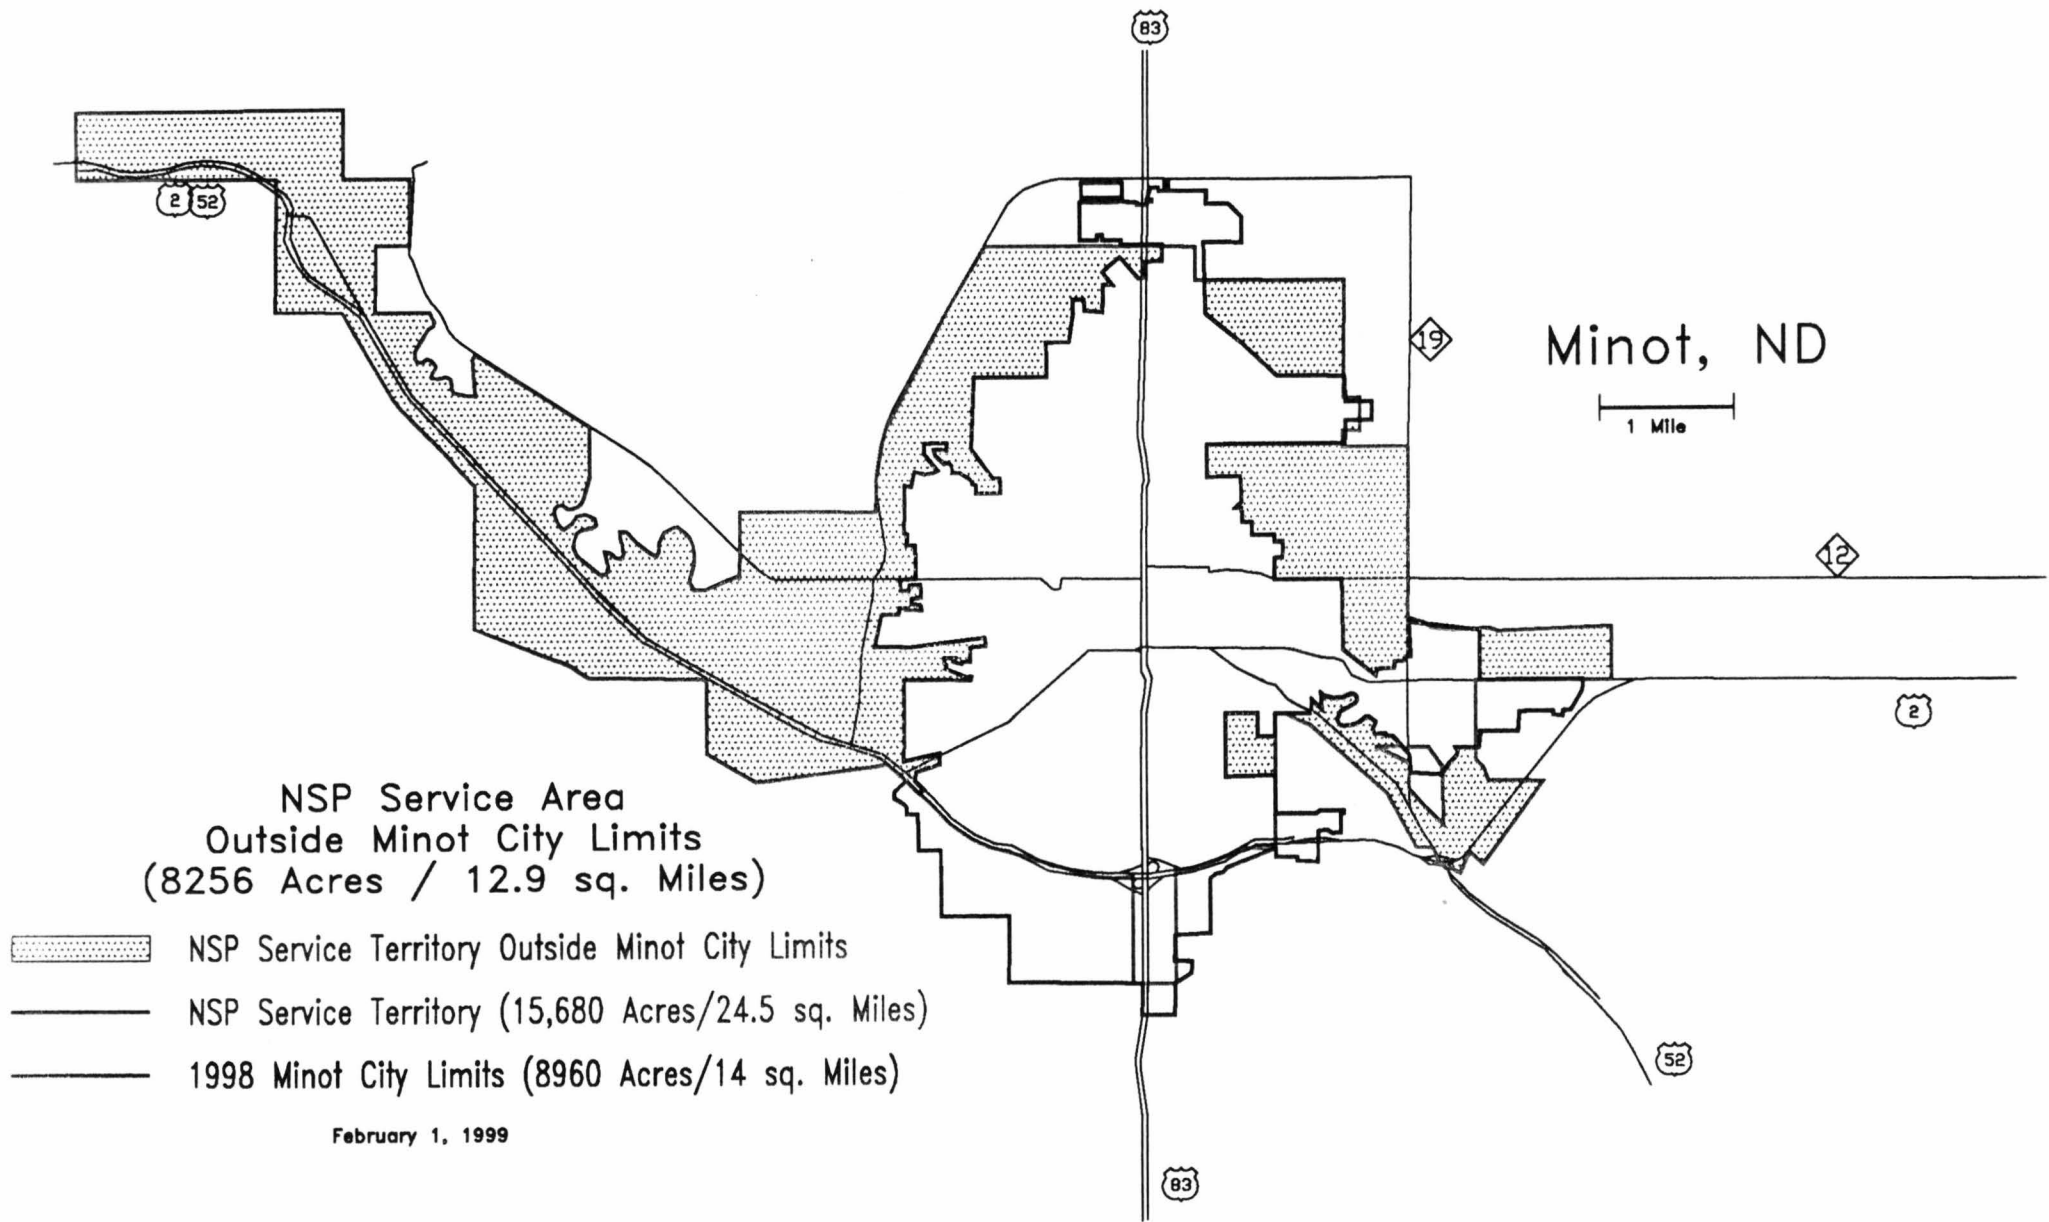 83
2 52
19
Minot, ND
1 Mile
12
2
NSP Service Area
Outside Minot City Limits
(8256 Acres / 12.9 sq. Miles)
NSP Service Territory Outside Minot City Limits
NSP Service Territory (15,680 Acres/24.5 sq. Miles)
1998 Minot City Limits (8960 Acres/14 sq. Miles)
February 1, 1999
52
83